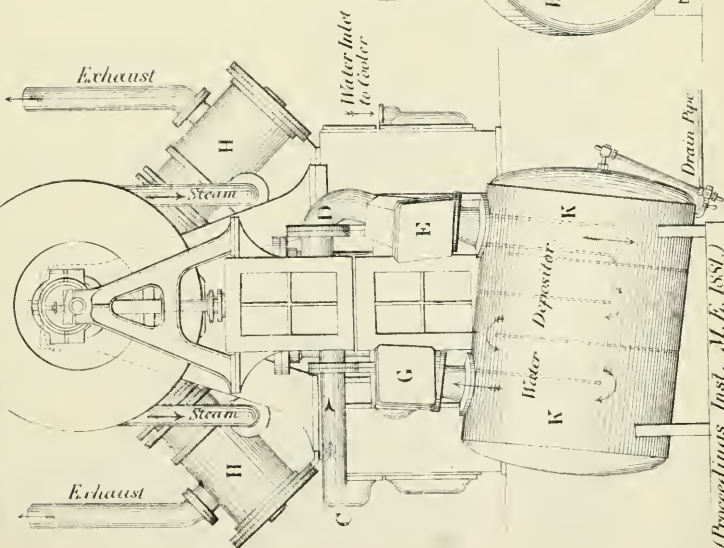 Exhaust
Water Inlet
to Cooler
H
Steam
D
E
Drain Pipe
K
Water Depositor
G
Steam
H
K
Exhaust
C
(Proceedings Inst. M.E. 1881.)